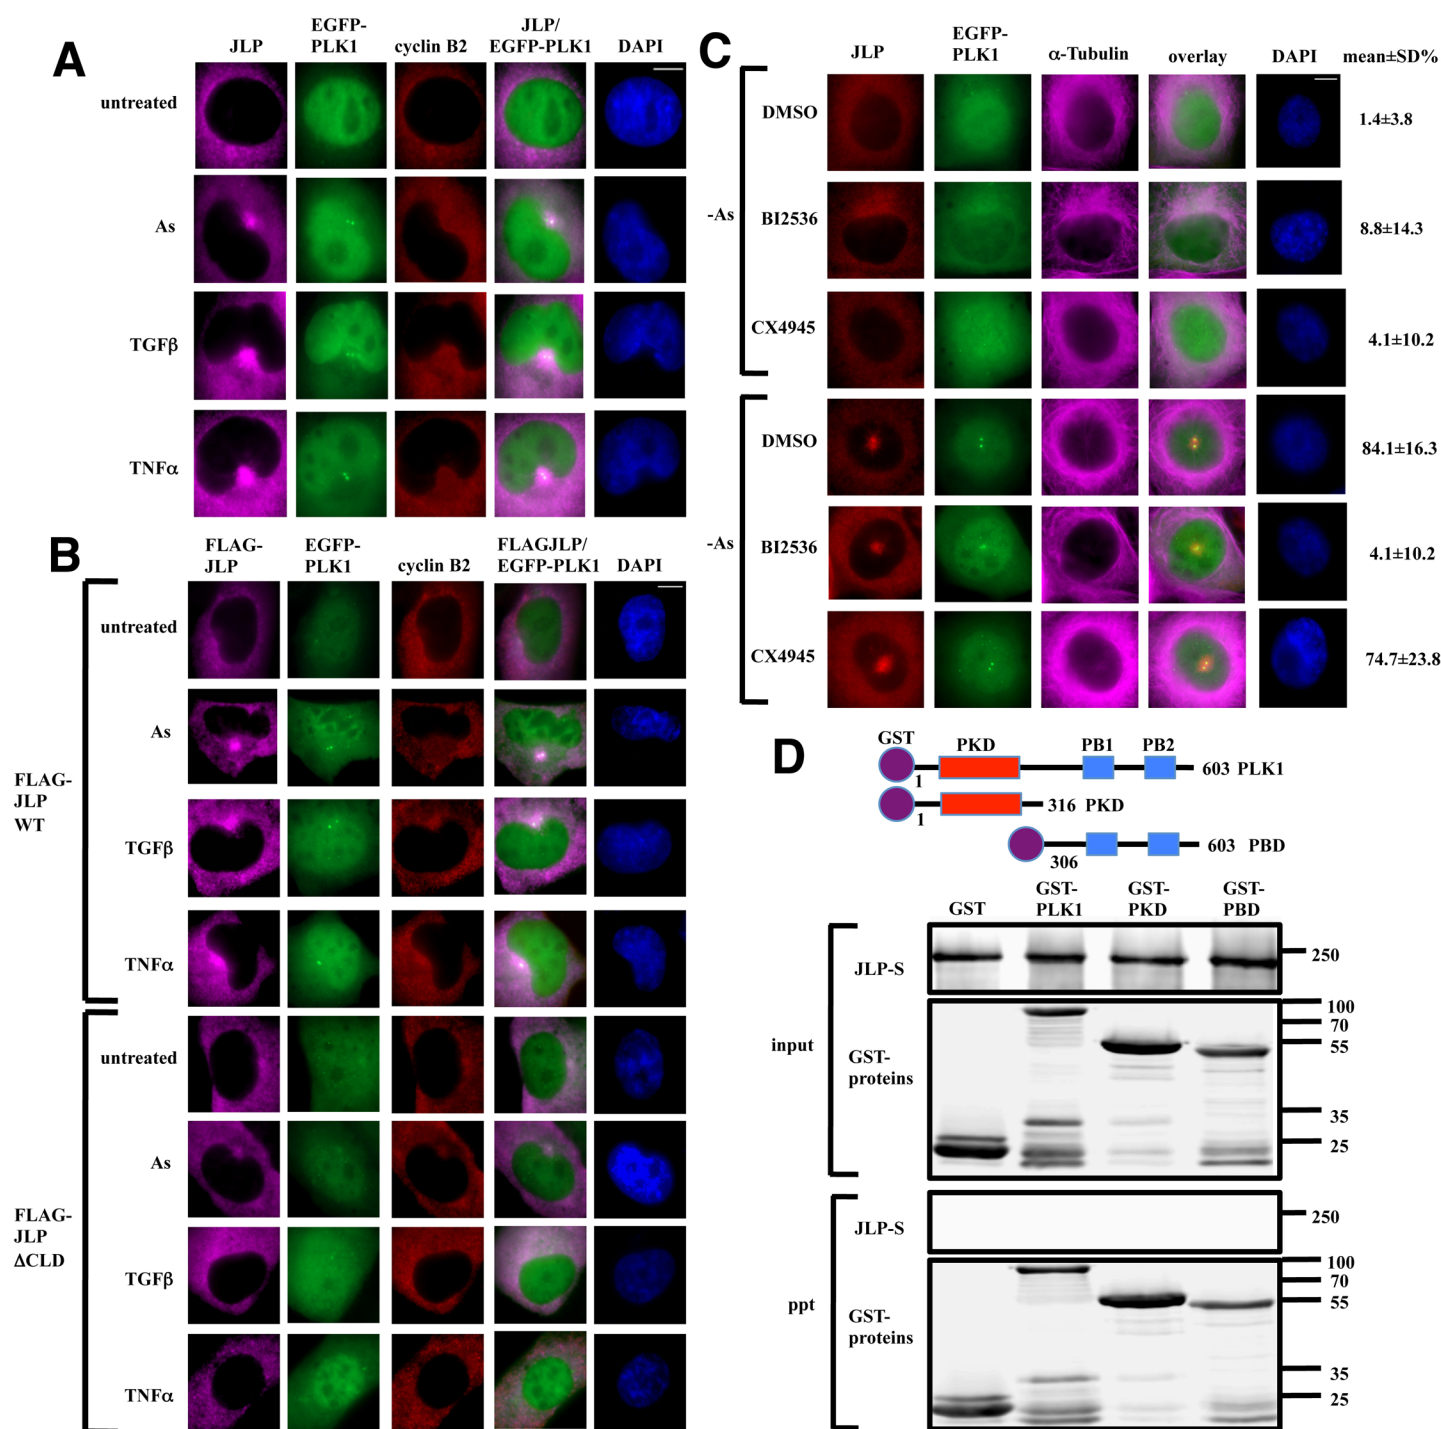 A
JLP
EGFP-
PLK1
cyclin B2
JLP/
EGFP-PLK1
DAPI
untreated
As
TGFβ
TNFα
B
FLAG-
JLP
EGFP-
PLK1
cyclin B2
FLAGJLP/
EGFP-PLK1
DAPI
FLAG-
JLP
WT
untreated
As
TGFβ
TNFα
FLAG-
JLP
ΔCLD
untreated
As
TGFβ
TNFα
C
JLP
EGFP-
PLK1
α-Tubulin
overlay
DAPI
mean±SD%
-As
DMSO
1.4±3.8
BI2536
8.8±14.3
CX4945
4.1±10.2
-As
DMSO
84.1±16.3
BI2536
4.1±10.2
CX4945
74.7±23.8
D
GST
PKD
PB1
PB2
1
603 PLK1
1
316 PKD
306
603 PBD
GST
GST-
PLK1
GST-
PKD
GST-
PBD
input
JLP-S
250
GST-
proteins
100
70
55
35
25
ppt
JLP-S
250
GST-
proteins
100
70
55
35
25